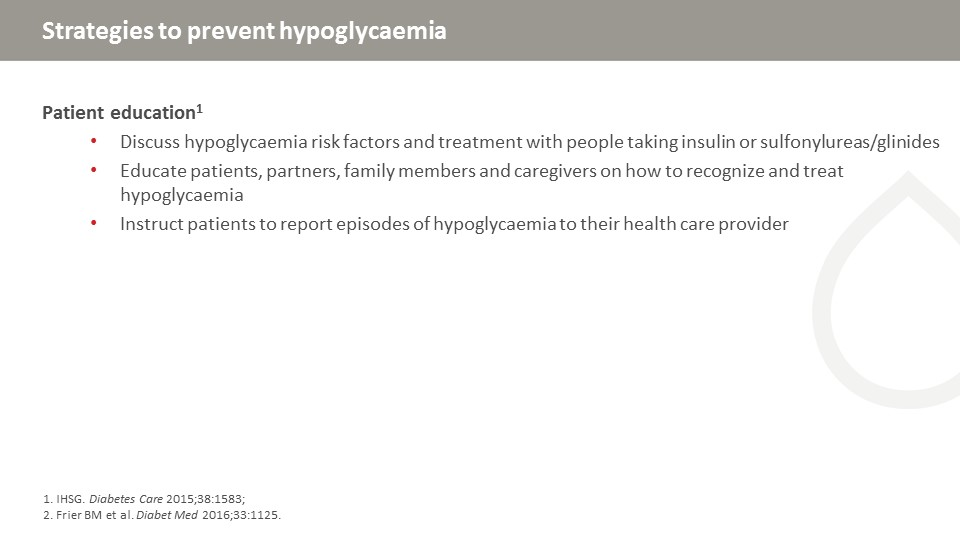 Strategies to prevent hypoglycaemia
Patient education¹
• Discuss hypoglycaemia risk factors and treatment with people taking insulin or sulfonylureas/glinides
• Educate patients, partners, family members and caregivers on how to recognize and treat
hypoglycaemia
• Instruct patients to report episodes of hypoglycaemia to their health care provider
1. IHSG. Diabetes Care 2015;38:1583;
2. Frier BM et al. Diabet Med 2016;33:1125.